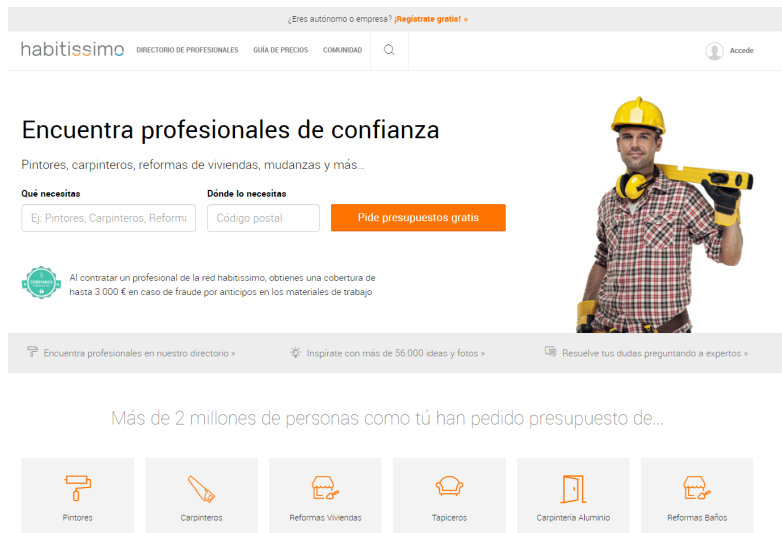 ¿Eres autónomo o empresa? ¡Regístrate gratis! »
habitissimo DIRECTORIO DE PROFESIONALES GUÍA DE PRECIOS COMUNIDAD Accede
Encuentra profesionales de confianza
Pintores, carpinteros, reformas de viviendas, mudanzas y más...
Qué necesitas Dónde lo necesitas
Ej: Pintores, Carpinteros, Reform Código postal Pide presupuestos gratis
CONFIANZA
Al contratar un profesional de la red habitissimo, obtienes una cobertura de
hasta 3.000 € en caso de fraude por anticipos en los materiales de trabajo
Encuentra profesionales en nuestro directorio » Inspírate con más de 56.000 ideas y fotos » Resuelve tus dudas preguntando a expertos »
Más de 2 millones de personas como tú han pedido presupuesto de...
Pintores Carpinteros Reformas Viviendas Tapiceros Carpintería Aluminio Reformas Baños